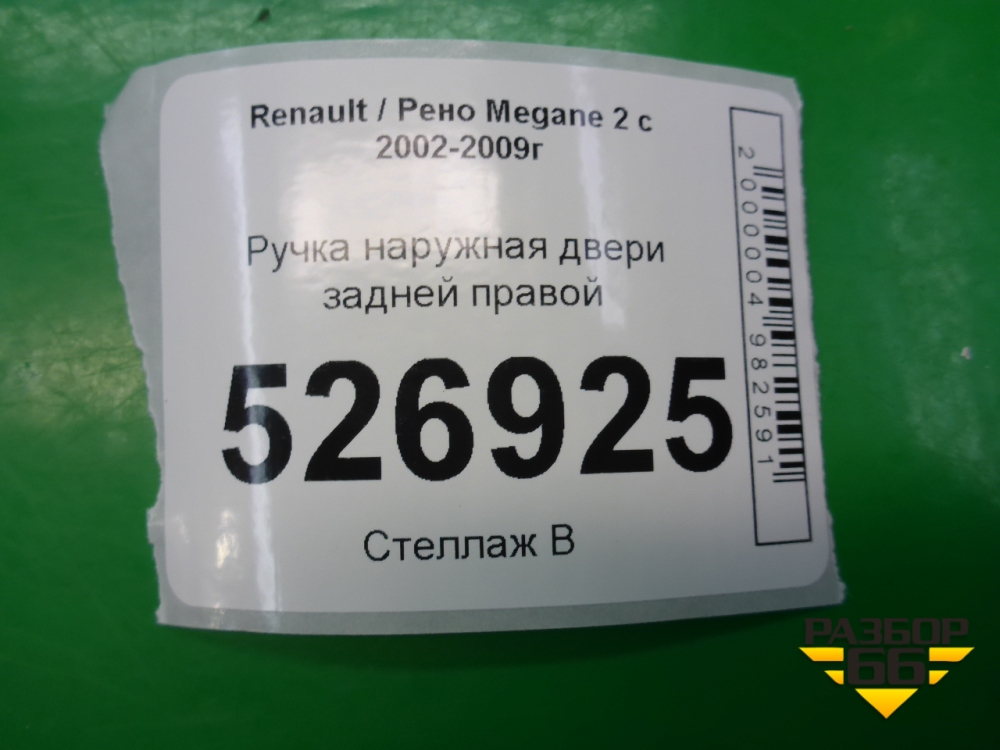 Renault / Рено Megane 2 с
2002-2009г
Ручка наружная двери
задней правой
526925
Стеллаж В
2000004982591
РАЗБОР
66